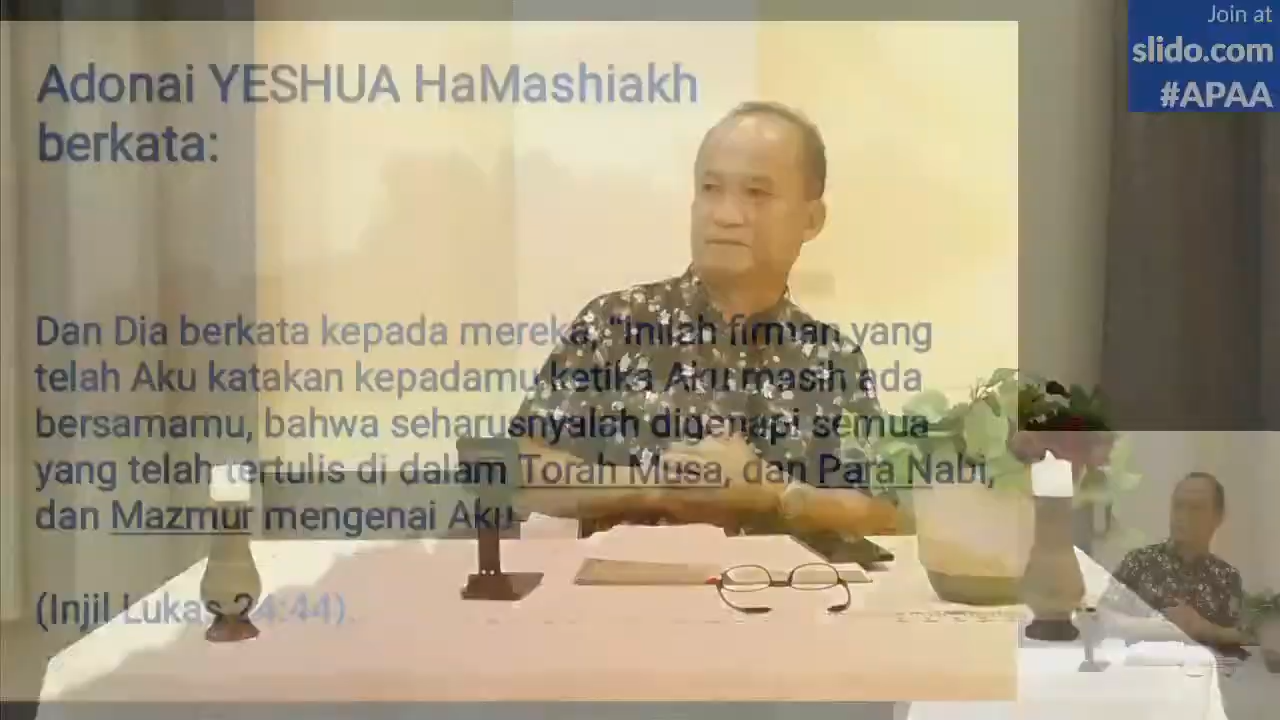 Adonai YESHUA HaMashiakh
berkata:
Dan Dia berkata kepada mereka, "Inilah firman yang
telah Aku katakan kepadamu ketika Aku masih ada
bersamamu, bahwa seharusnyalah digenapi semua
yang telah tertulis di dalam Torah Musa, dan Para Nabi,
dan Mazmur mengenai Aku
(Injil Lukas 24:44).
Join at
slido.com
#APAA